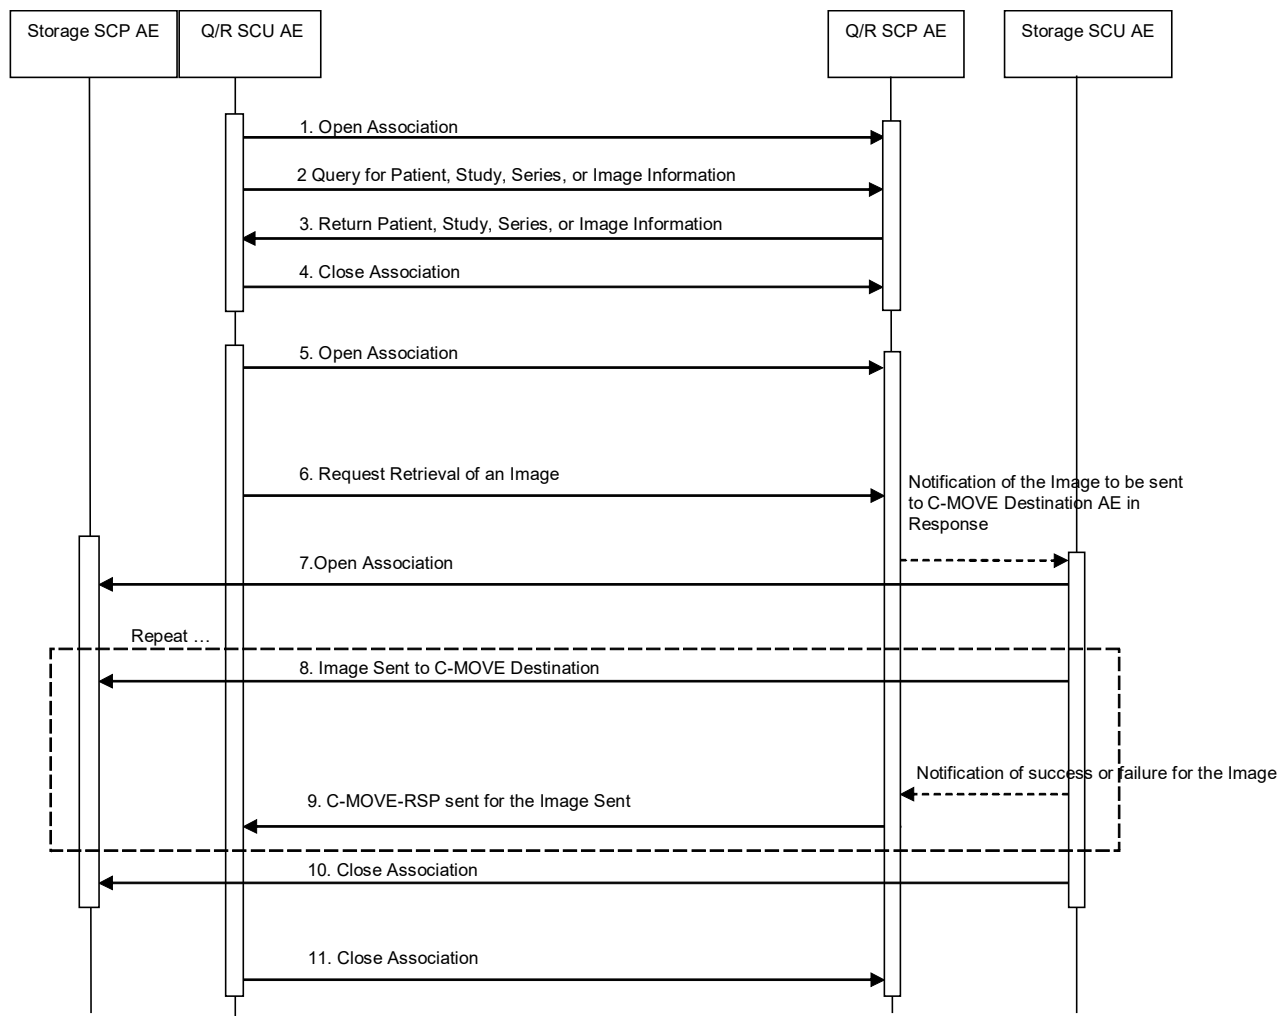 Storage SCP AE
Q/R SCU AE
Q/R SCP AE
Storage SCU AE
1. Open Association
2 Query for Patient, Study, Series, or Image Information
3. Return Patient, Study, Series, or Image Information
4. Close Association
5. Open Association
6. Request Retrieval of an Image
Notification of the Image to be sent
to C-MOVE Destination AE in
Response
7.Open Association
Repeat …
8. Image Sent to C-MOVE Destination
Notification of success or failure for the Image
9. C-MOVE-RSP sent for the Image Sent
10. Close Association
11. Close Association